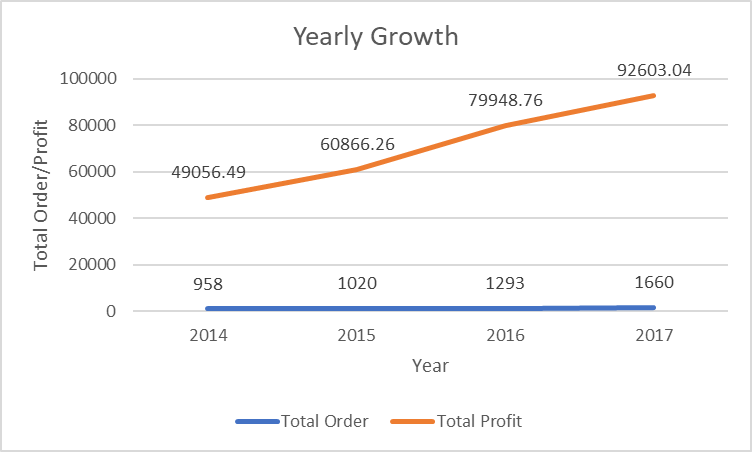 Yearly Growth
Total Order/Profit
100000
80000
60000
40000
20000
0
49056.49
60866.26
79948.76
92603.04
958
1020
1293
1660
2014 2015 2016 2017
Year
Total Order Total Profit